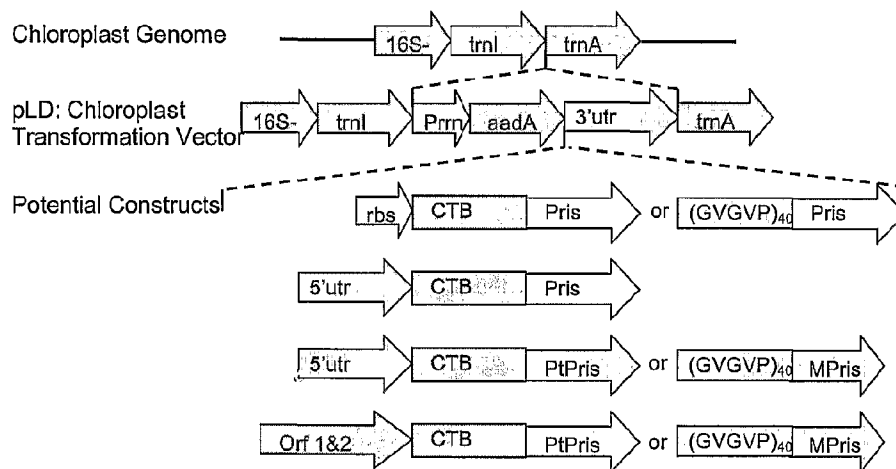 Chloroplast Genome 16S- trnI trnA
pLD: Chloroplast
Transformation Vector 16S- trnI Prrn aadA 3'utr trnA
Potential Constructs rbs CTB Pris or (GVGVP)40 Pris
5'utr CTB Pris
5'utr CTB PtPris or (GVGVP)40 MPris
Orf 1&2 CTB PtPris or (GVGVP)40 MPris